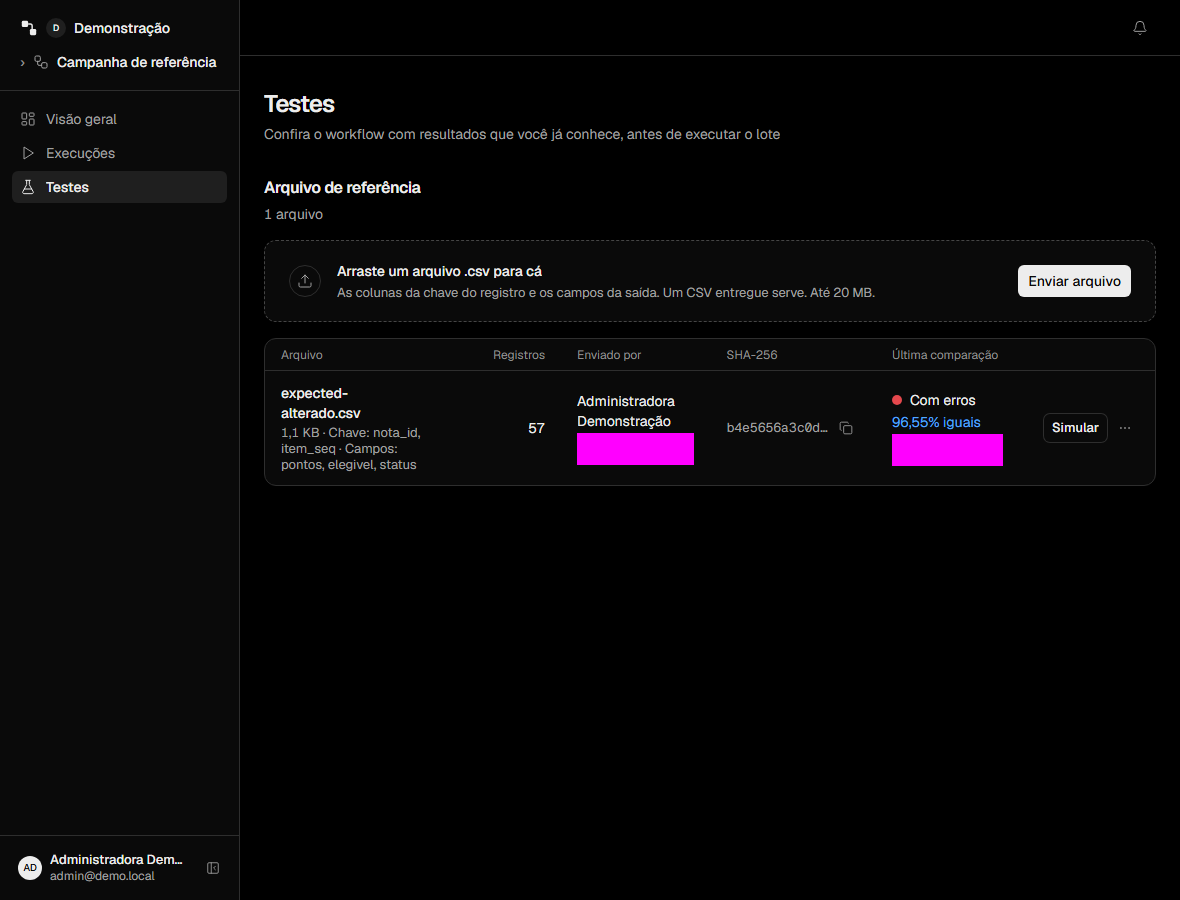 D Demonstração
Campanha de referência
Visão geral
Execuções
Testes
Testes
Confira o workflow com resultados que você já conhece, antes de executar o lote
Arquivo de referência
1 arquivo
Arraste um arquivo .csv para cá
As colunas da chave do registro e os campos da saída. Um CSV entregue serve. Até 20 MB.
Enviar arquivo
Arquivo Registros Enviado por SHA-256 Última comparação
expected-
alterado.csv
1,1 KB · Chave: nota_id,
item_seq · Campos:
pontos, elegivel, status
57
Administradora
Demonstração
b4e5656a3c0d…
Com erros
96,55% iguais
Simular
AD
Administradora Dem…
admin@demo.local